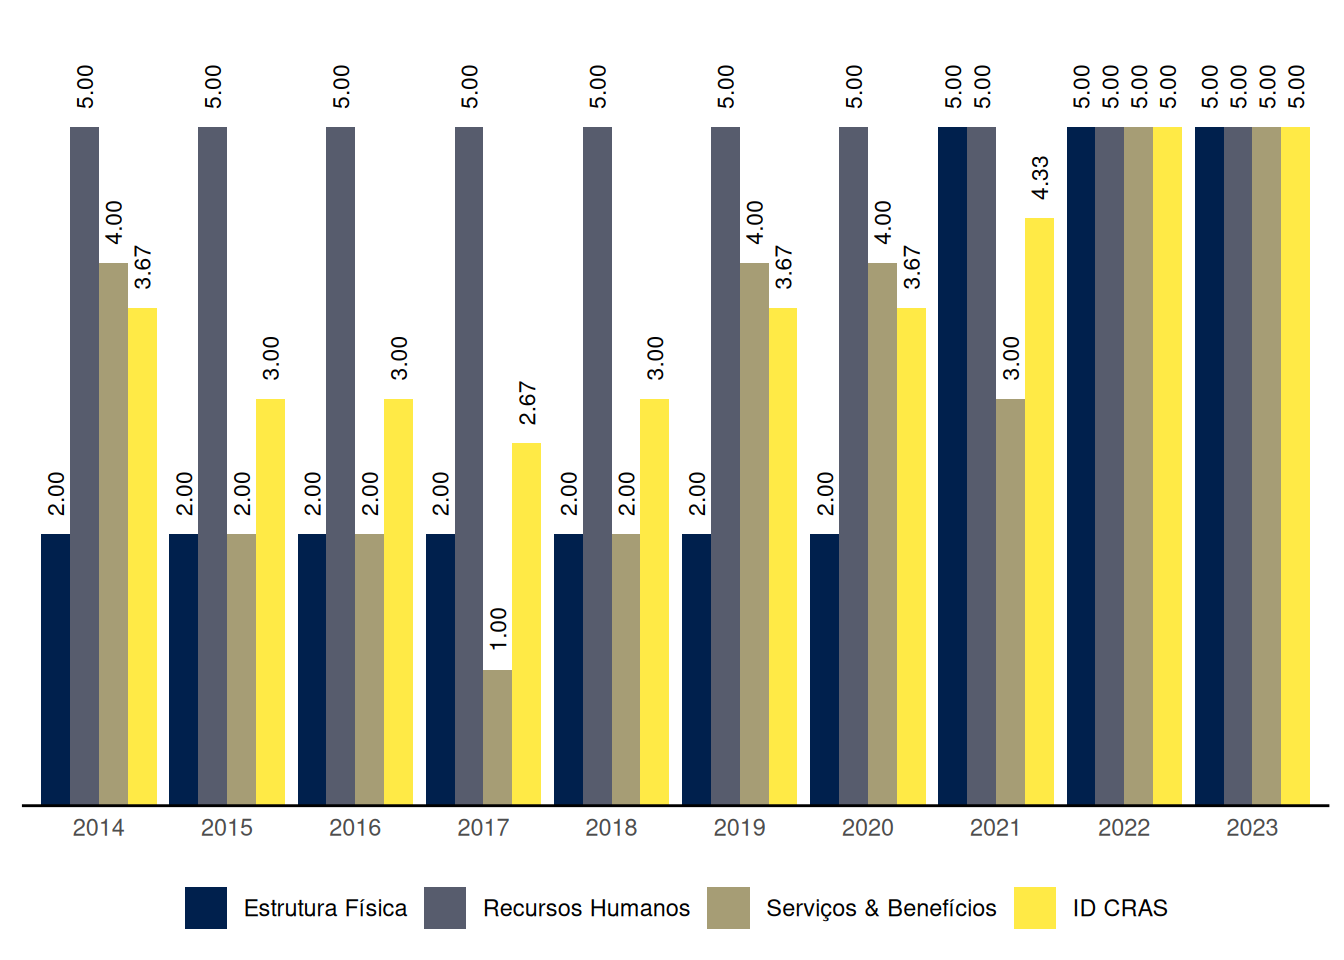 5.00 5.00 5.00 5.00 5.00 5.00 5.00 5.00 5.00 5.00 5.00 5.00 5.00 5.00 5.00 5.00 5.00
4.33
4.00 4.00 4.00
3.67 3.67 3.67
3.00 3.00 3.00 3.00
2.67
2.00 2.00 2.00 2.00 2.00 2.00 2.00 2.00 2.00 2.00
1.00
2014 2015 2016 2017 2018 2019 2020 2021 2022 2023
Estrutura Física Recursos Humanos Serviços & Benefícios ID CRAS